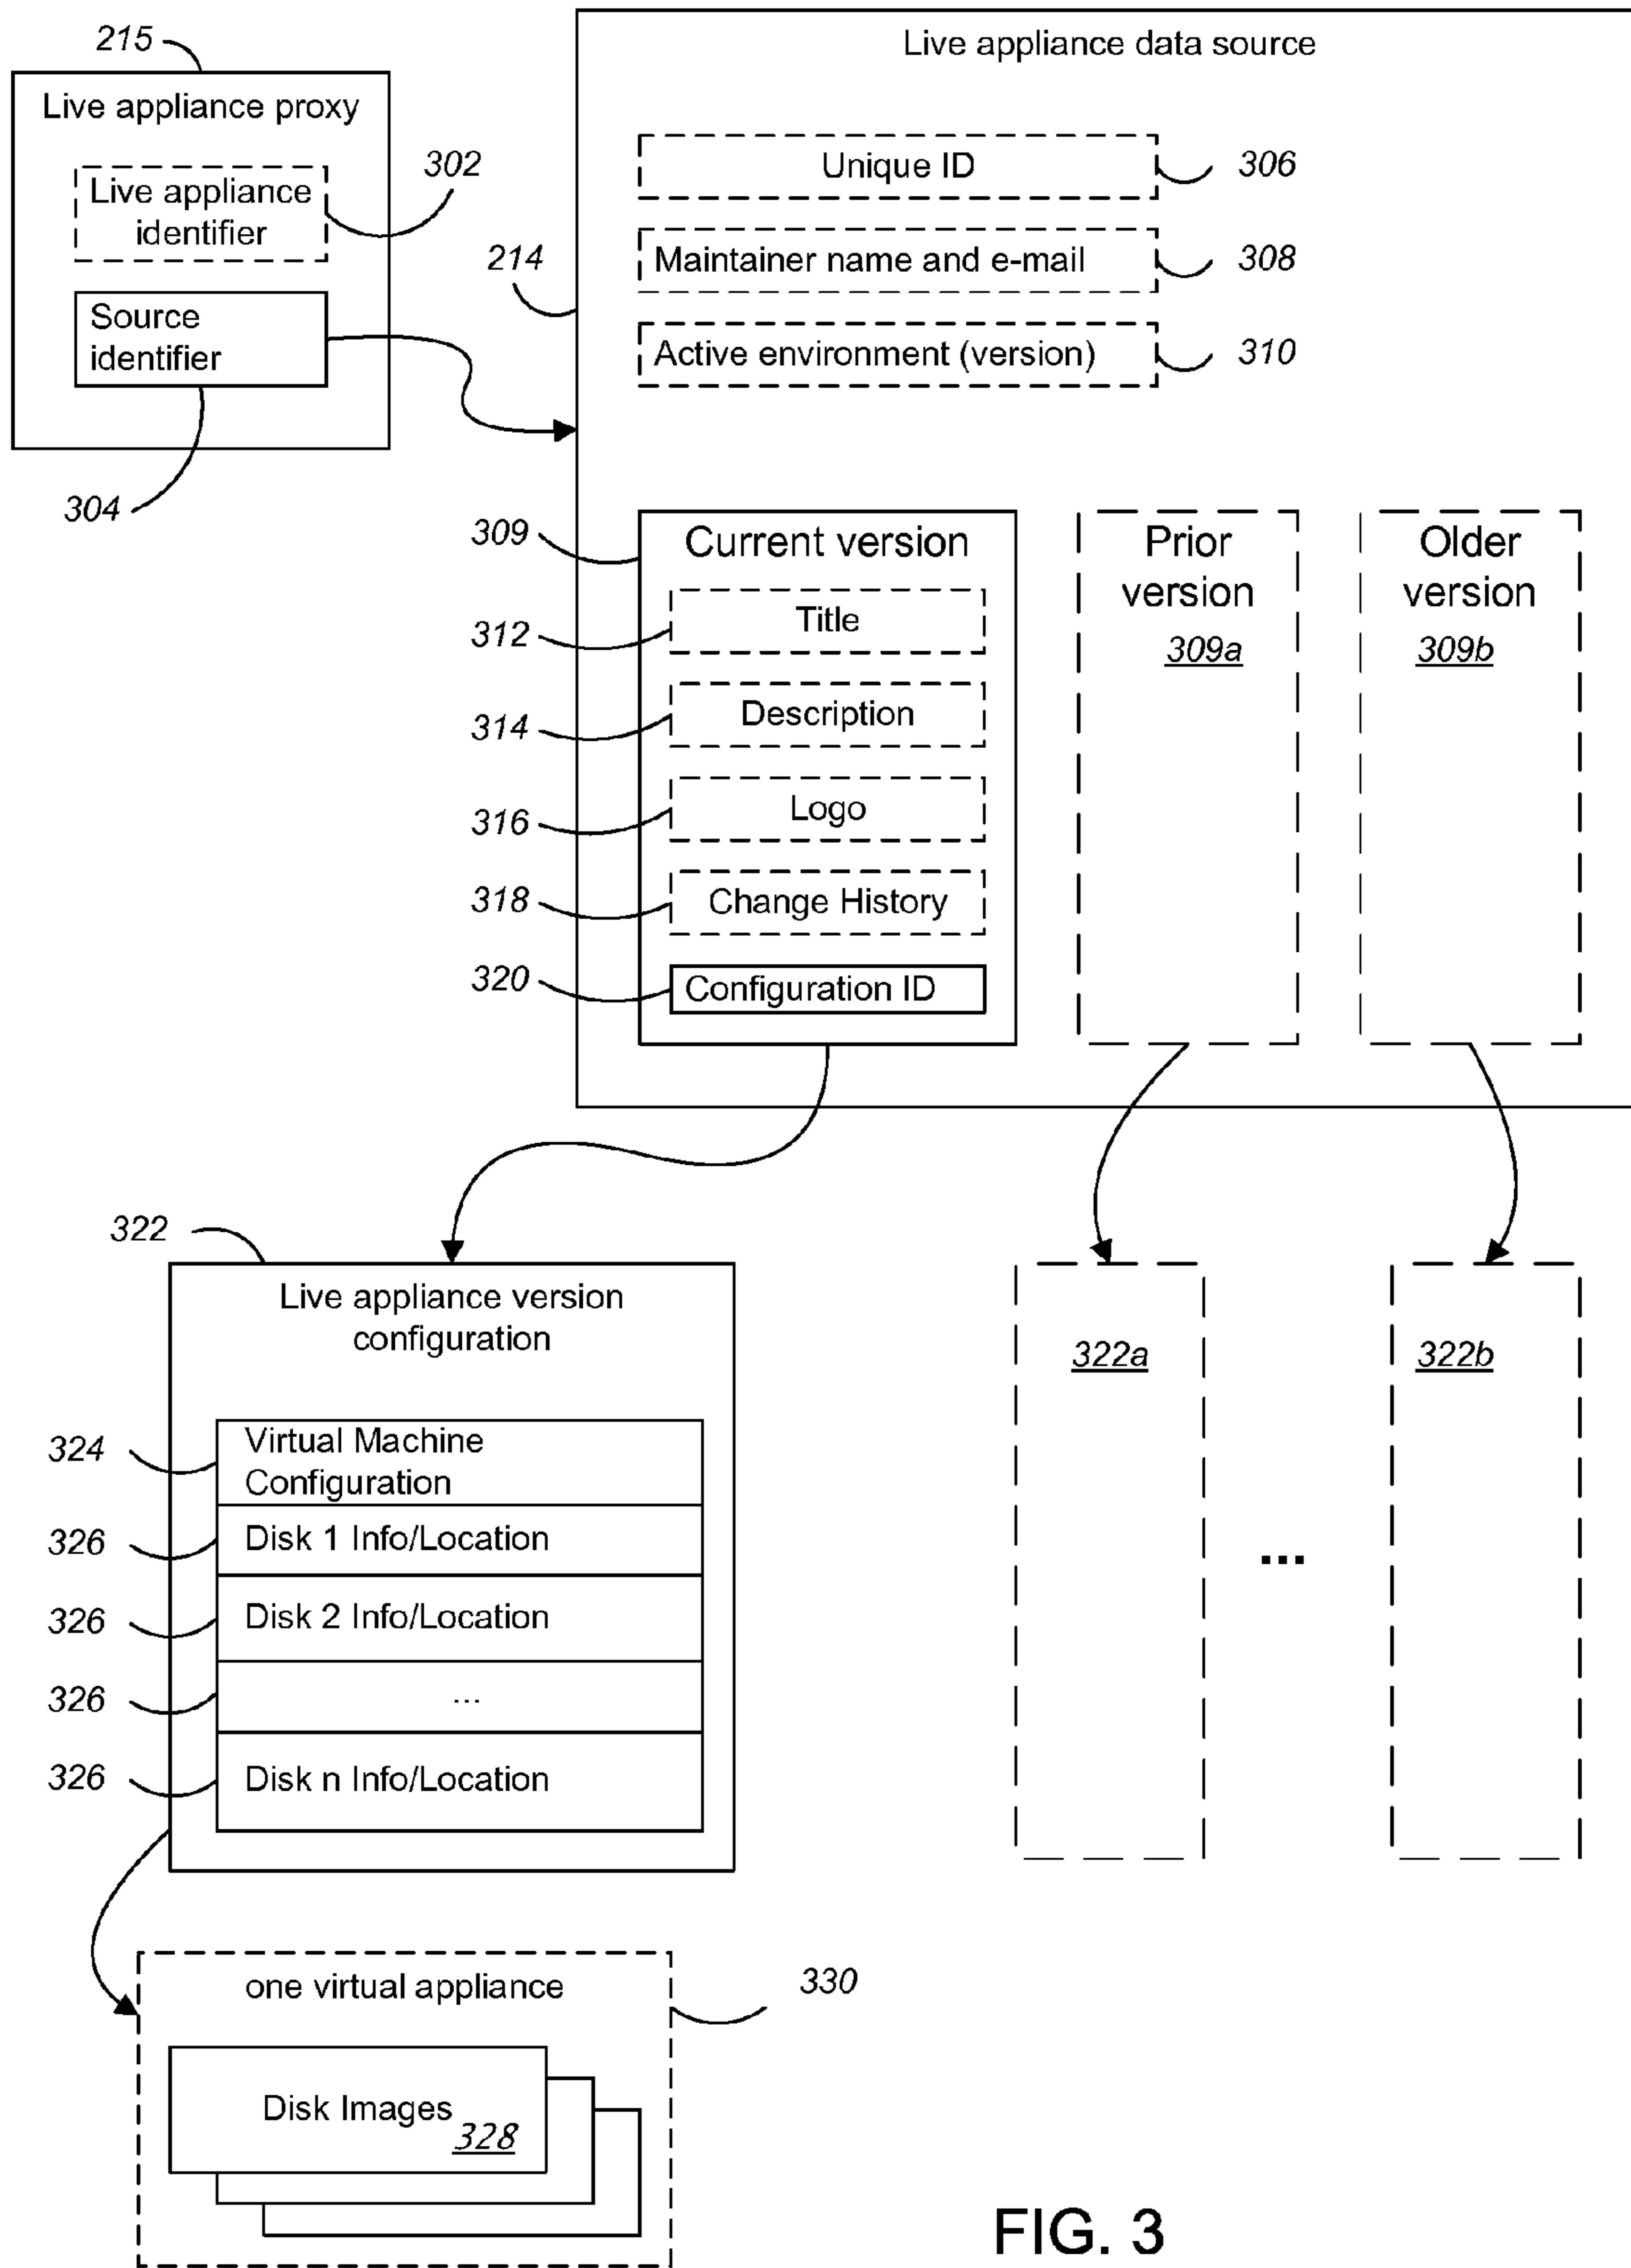 215
Live appliance proxy
Live appliance
identifier
302
Source
identifier
304
Live appliance data source
214
Unique ID
306
Maintainer name and e-mail
308
Active environment (version)
310
309
Current version
312
Title
314
Description
316
Logo
318
Change History
320
Configuration ID
Prior
version
309a
Older
version
309b
322
Live appliance version
configuration
324
Virtual Machine
Configuration
326
Disk 1 Info/Location
326
Disk 2 Info/Location
326
...
326
Disk n Info/Location
322a
...
322b
one virtual appliance
330
Disk Images
328
FIG. 3